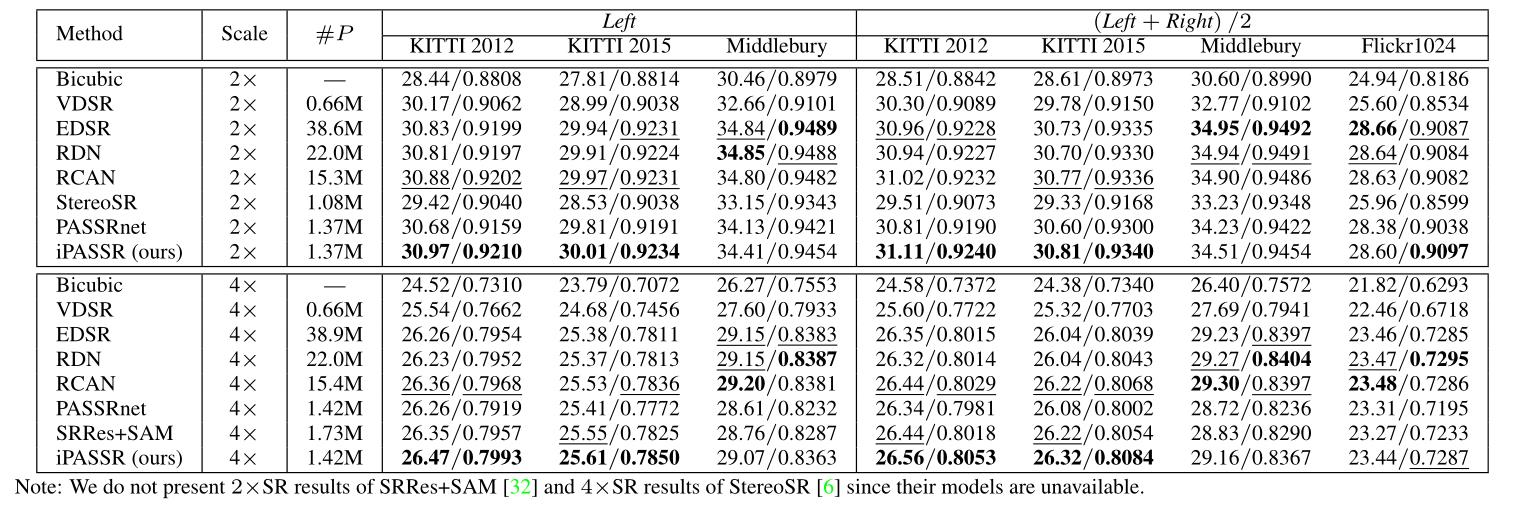 Method Scale #P Left (Left + Right) /2
KITTI 2012 KITTI 2015 Middlebury KITTI 2012 KITTI 2015 Middlebury Flickr1024
Bicubic 2× — 28.44/0.8808 27.81/0.8814 30.46/0.8979 28.51/0.8842 28.61/0.8973 30.60/0.8990 24.94/0.8186
VDSR 2× 0.66M 30.17/0.9062 28.99/0.9038 32.66/0.9101 30.30/0.9089 29.78/0.9150 32.77/0.9102 25.60/0.8534
EDSR 2× 38.6M 30.83/0.9199 29.94/0.9231 34.84/0.9489 30.96/0.9228 30.73/0.9335 34.95/0.9492 28.66/0.9087
RDN 2× 22.0M 30.81/0.9197 29.91/0.9224 34.85/0.9488 30.94/0.9227 30.70/0.9330 34.94/0.9491 28.64/0.9084
RCAN 2× 15.3M 30.88/0.9202 29.97/0.9231 34.80/0.9482 31.02/0.9232 30.77/0.9336 34.90/0.9486 28.63/0.9082
StereoSR 2× 1.08M 29.42/0.9040 28.53/0.9038 33.15/0.9343 29.51/0.9073 29.33/0.9168 33.23/0.9348 25.96/0.8599
PASSRnet 2× 1.37M 30.68/0.9159 29.81/0.9191 34.13/0.9421 30.81/0.9190 30.60/0.9300 34.23/0.9422 28.38/0.9038
iPASSR (ours) 2× 1.37M 30.97/0.9210 30.01/0.9234 34.41/0.9454 31.11/0.9240 30.81/0.9340 34.51/0.9454 28.60/0.9097
Bicubic 4× — 24.52/0.7310 23.79/0.7072 26.27/0.7553 24.58/0.7372 24.38/0.7340 26.40/0.7572 21.82/0.6293
VDSR 4× 0.66M 25.54/0.7662 24.68/0.7456 27.60/0.7933 25.60/0.7722 25.32/0.7703 27.69/0.7941 22.46/0.6718
EDSR 4× 38.9M 26.26/0.7954 25.38/0.7811 29.15/0.8383 26.35/0.8015 26.04/0.8039 29.23/0.8397 23.46/0.7285
RDN 4× 22.0M 26.23/0.7952 25.37/0.7813 29.15/0.8387 26.32/0.8014 26.04/0.8043 29.27/0.8404 23.47/0.7295
RCAN 4× 15.4M 26.36/0.7968 25.53/0.7836 29.20/0.8381 26.44/0.8029 26.22/0.8068 29.30/0.8397 23.48/0.7286
PASSRnet 4× 1.42M 26.26/0.7919 25.41/0.7772 28.61/0.8232 26.34/0.7981 26.08/0.8002 28.72/0.8236 23.31/0.7195
SRRes+SAM 4× 1.73M 26.35/0.7957 25.55/0.7825 28.76/0.8287 26.44/0.8018 26.22/0.8054 28.83/0.8290 23.27/0.7233
iPASSR (ours) 4× 1.42M 26.47/0.7993 25.61/0.7850 29.07/0.8363 26.56/0.8053 26.32/0.8084 29.16/0.8367 23.44/0.7287
Note: We do not present 2×SR results of SRRes+SAM [32] and 4×SR results of StereoSR [6] since their models are unavailable.